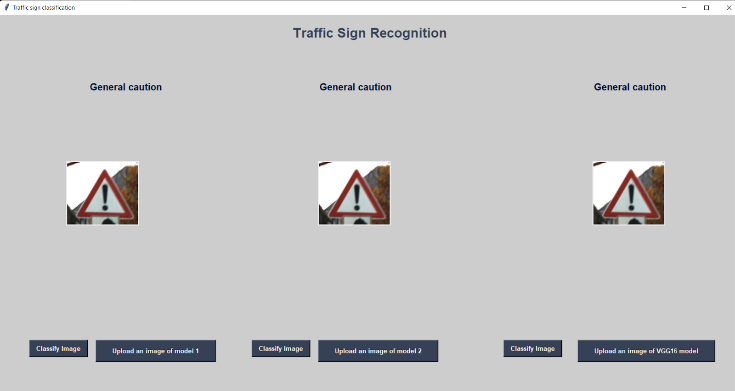 Traffic sign classification
Traffic Sign Recognition
General caution
General caution
General caution
Classify Image
Upload an image of model 1
Classify Image
Upload an image of model 2
Classify Image
Upload an image of VGG16 model